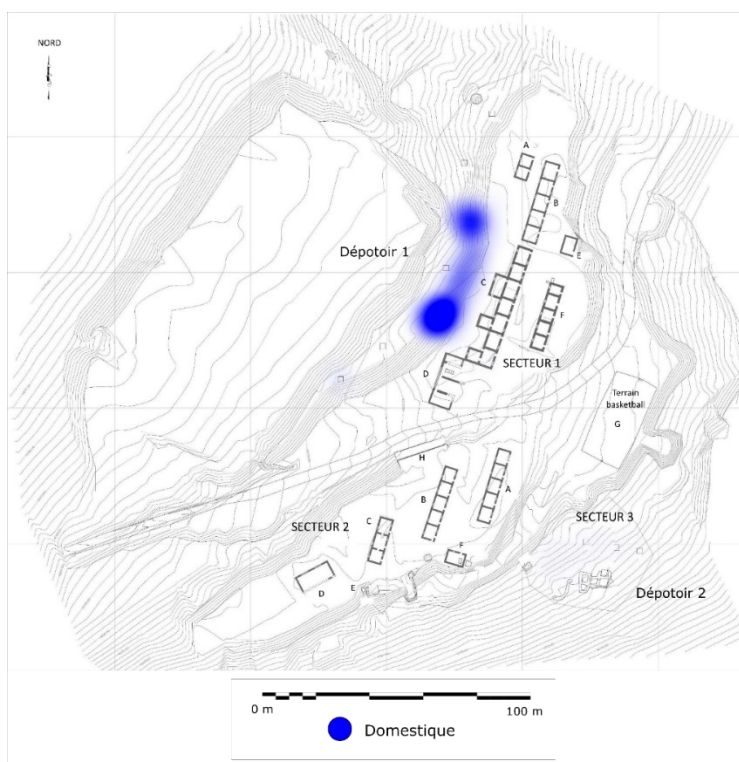 NORD
A
B
Dépotoir 1
E
C
F
SECTEUR 1
D
Terrain
basketball
G
H
A
B
SECTEUR 2
C
SECTEUR 3
F
E
D
Dépotoir 2
0 m
100 m
Domestique